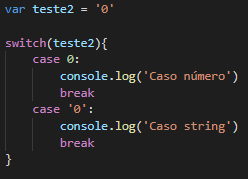 var teste2 = '0'
switch(teste2){
case 0:
console.log('Caso número')
break
case '0':
console.log('Caso string')
break
}